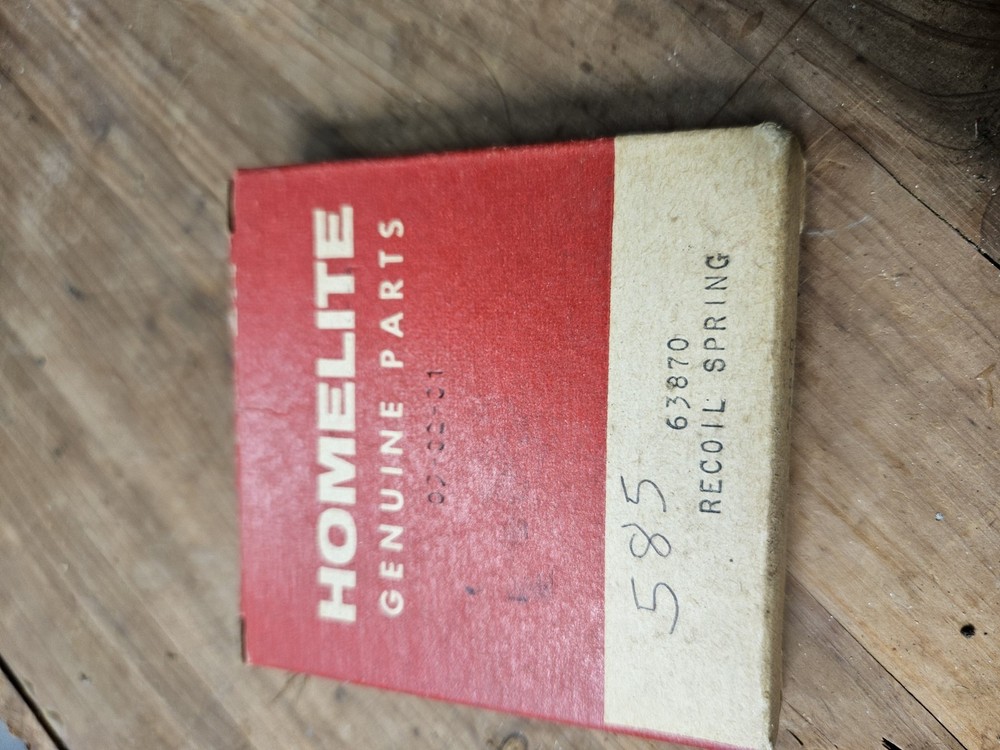 HOMELITE
GENUINE PARTS
585
63870
RECOIL SPRING